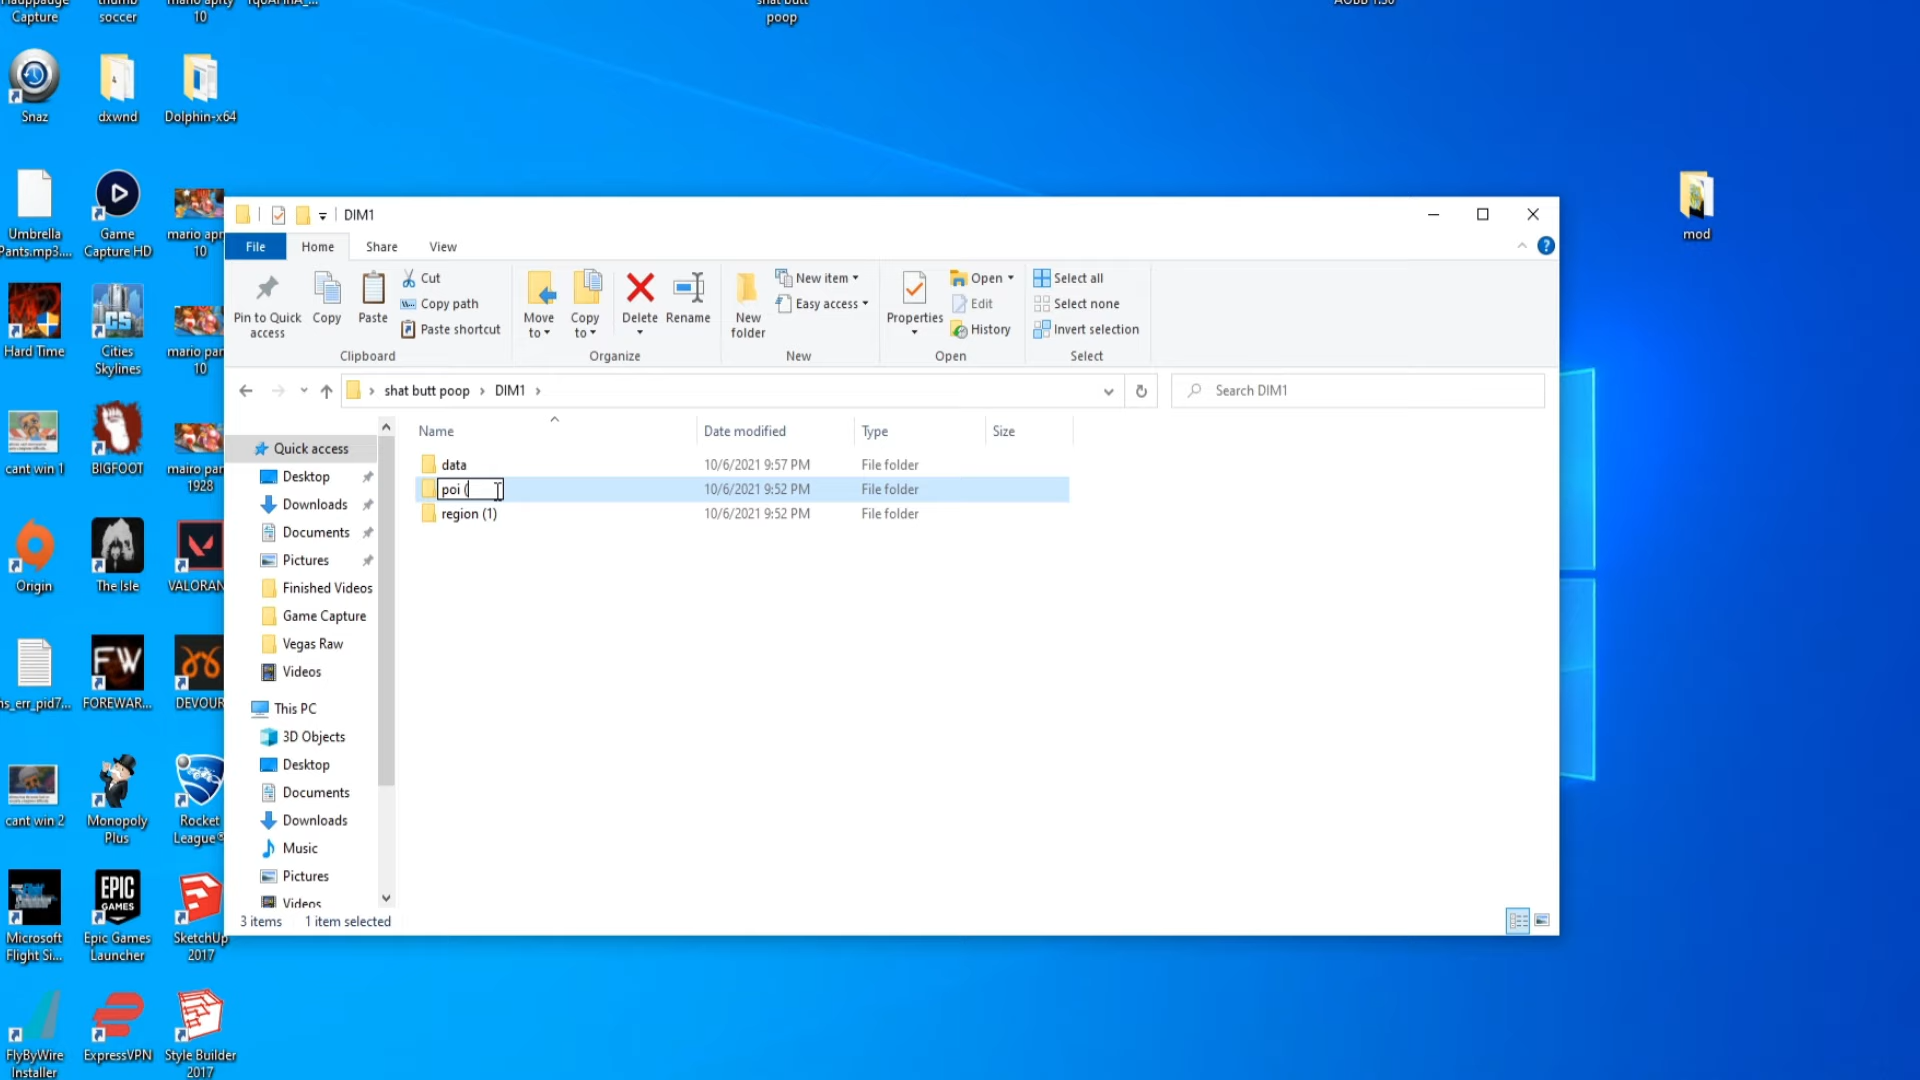 Capture
soccer
10
poop
Snaz
dxwnd
Dolphin-x64
mod
Umbrella
Pants.mp3....
Game
Capture HD
mario apr
10
Hard Time
Cities
Skylines
mario par
10
cant win 1
BIGFOOT
mairo par
1928
Origin
The Isle
VALORAN
hs_err_pid7...
FW
FOREWAR...
DEVOUR
cant win 2
Monopoly
Plus
Rocket
League®
Microsoft
Flight Si...
EPIC
GAMES
Epic Games
Launcher
SketchUp
2017
FlyByWire
Installer
ExpressVPN
Style Builder
2017
DIM1
File
Home
Share
View
Pin to Quick
access
Copy
Paste
Cut
Copy path
Paste shortcut
Clipboard
Move
to
Copy
to
Delete
Rename
Organize
New
folder
New item
Easy access
New
Properties
Open
Edit
History
Open
Select all
Select none
Invert selection
Select
shat butt poop
DIM1
Search DIM1
Name
Date modified
Type
Size
data 10/6/2021 9:57 PM File folder
poi ( 10/6/2021 9:52 PM File folder
region (1) 10/6/2021 9:52 PM File folder
Quick access
Desktop
Downloads
Documents
Pictures
Finished Videos
Game Capture
Vegas Raw
Videos
This PC
3D Objects
Desktop
Documents
Downloads
Music
Pictures
Videos
3 items
1 item selected